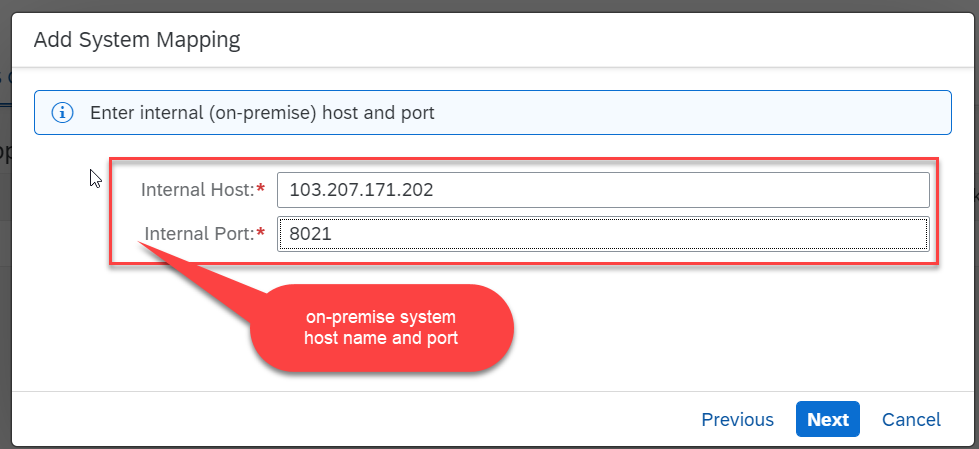 Add System Mapping
Enter internal (on-premise) host and port
Internal Host:* 103.207.171.202
Internal Port:* 8021
on-premise system
host name and port
Previous Next Cancel